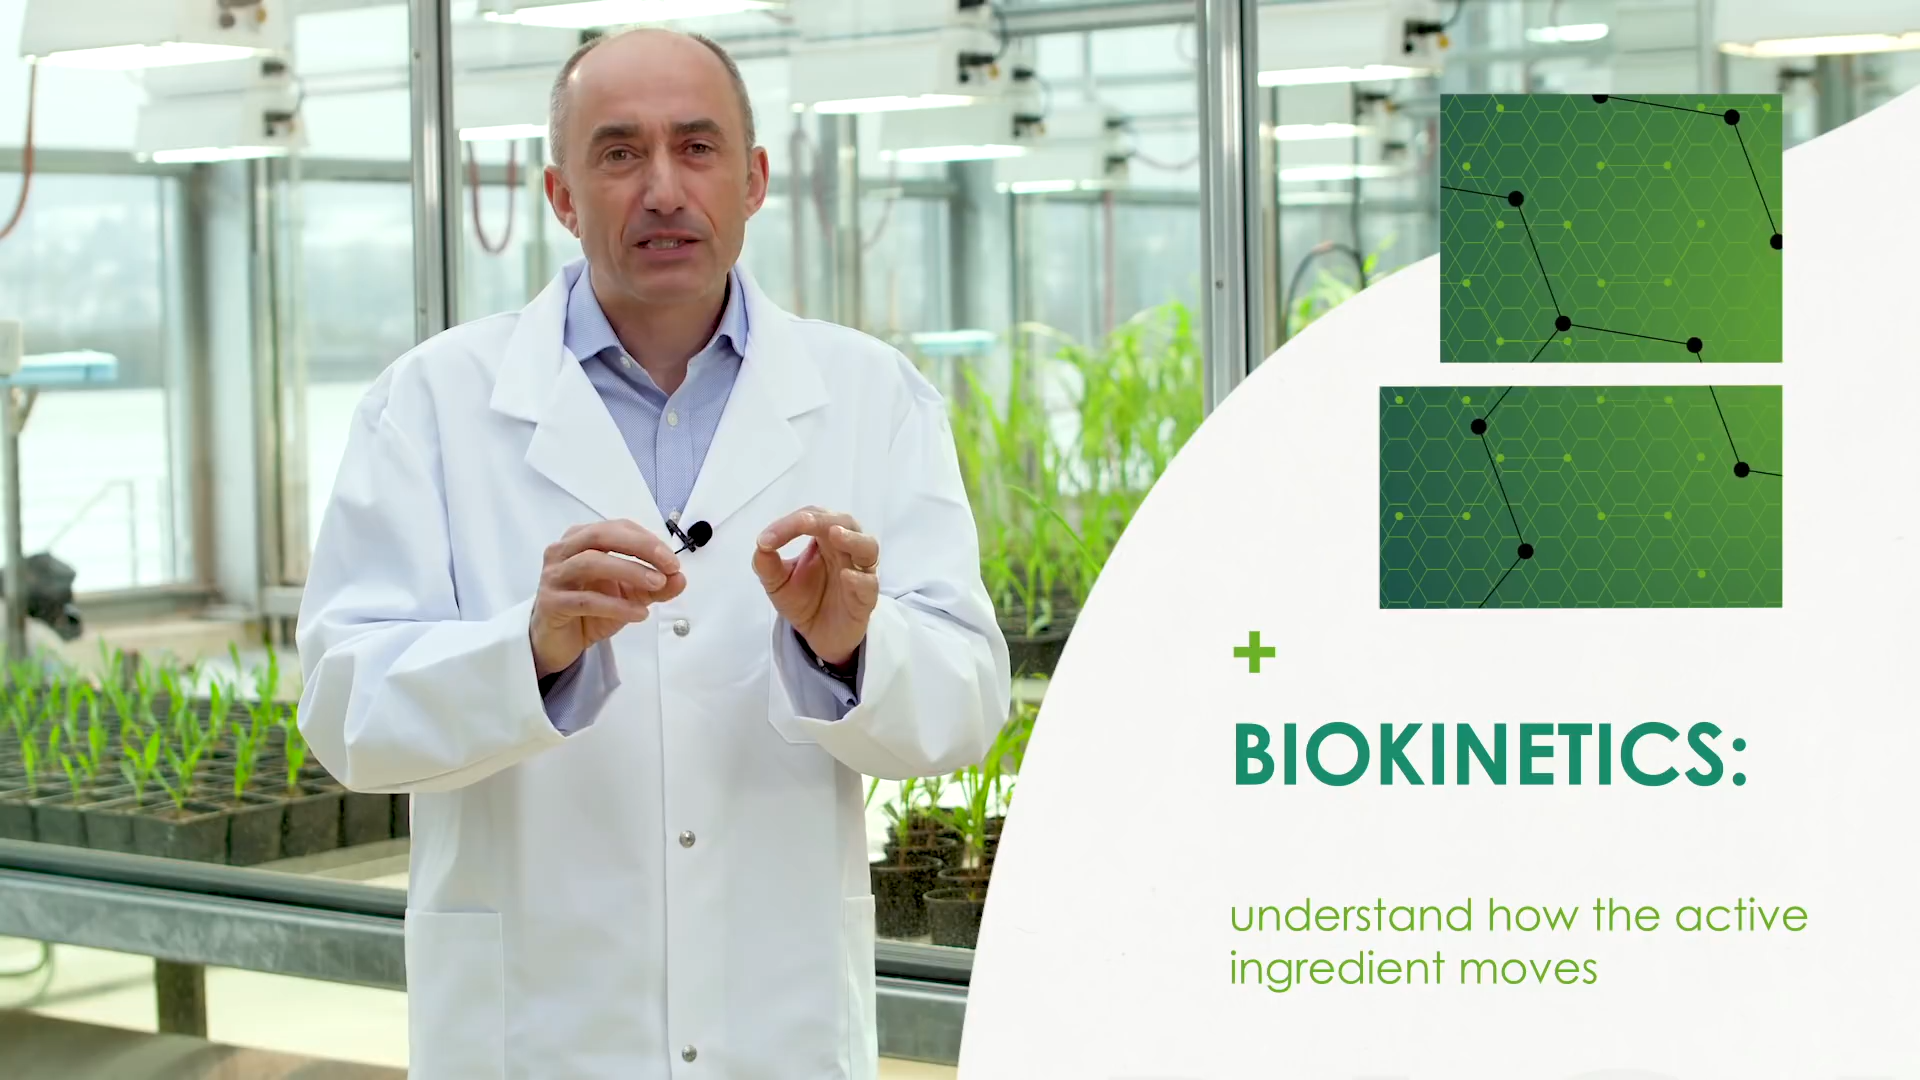 +
BIOKINETICS:
understand how the active
ingredient moves